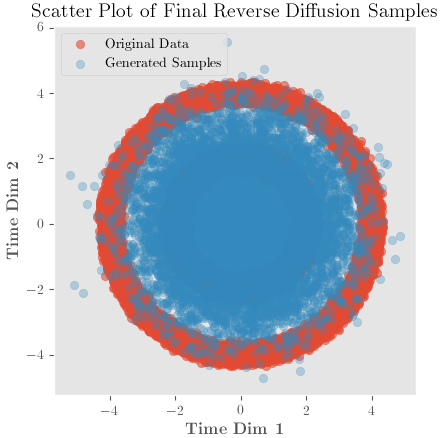 Scatter Plot of Final Reverse Diffusion Samples
Original Data
Generated Samples
6
4
2
0
−2
−4
Time Dim 2
−4
−2
0
2
4
Time Dim 1